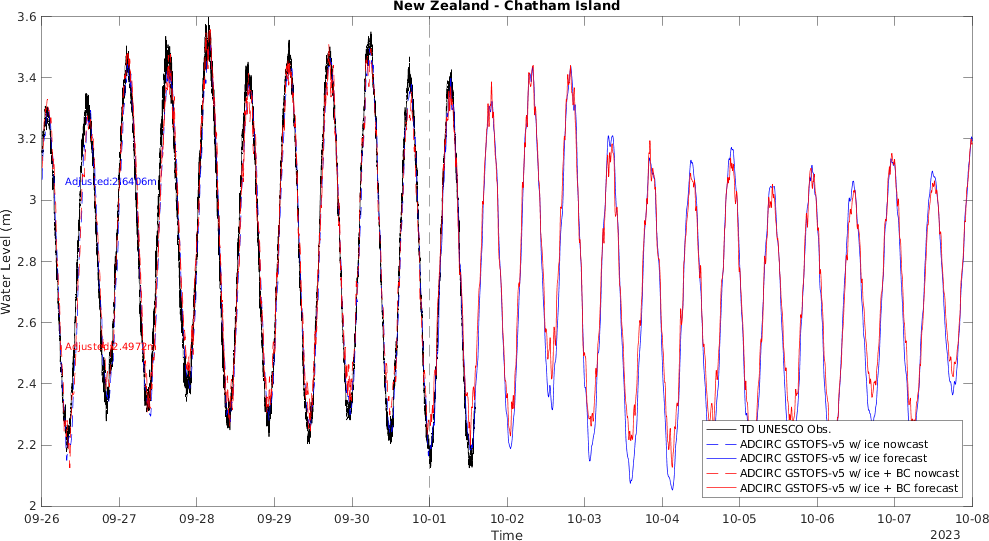 New Zealand - Chatham Island
3.6
3.4
3.2
3
2.8
2.6
2.4
2.2
2
Water Level (m)
Adjusted:2.6406m
Adjusted:2.4972m
TD UNESCO Obs.
ADCIRC GSTOFS-v5 w/ ice nowcast
ADCIRC GSTOFS-v5 w/ ice forecast
ADCIRC GSTOFS-v5 w/ ice + BC nowcast
ADCIRC GSTOFS-v5 w/ ice + BC forecast
09-26 09-27 09-28 09-29 09-30 10-01 10-02 10-03 10-04 10-05 10-06 10-07 10-08
Time
2023